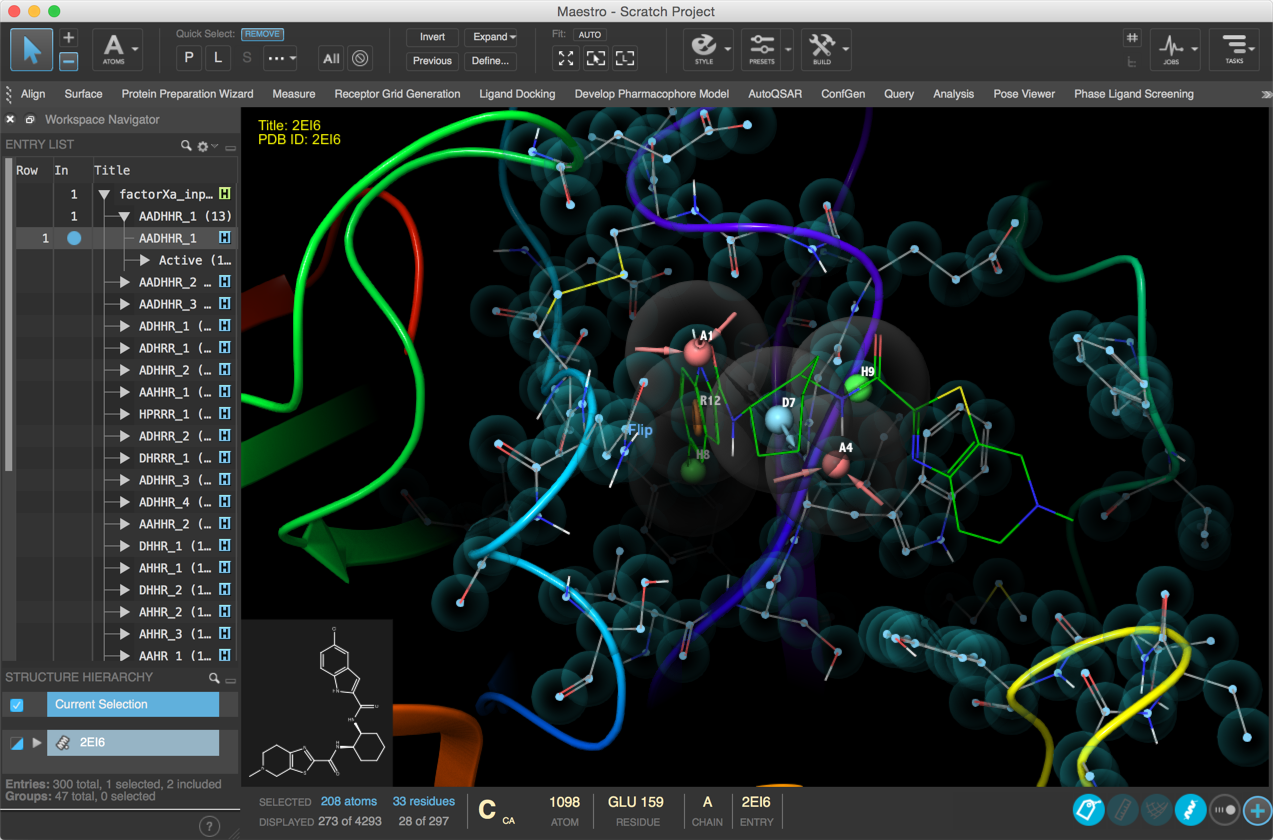 Maestro - Scratch Project
Quick Select: REMOVE
A ATOMS
P L S ... All
Invert Expand
Previous Define...
Fit: AUTO
L
STYLE PRESETS BUILD
JOBS TASKS
Align Surface Protein Preparation Wizard Measure Receptor Grid Generation Ligand Docking Develop Pharmacophore Model AutoQSAR ConfGen Query Analysis Pose Viewer Phase Ligand Screening
Workspace Navigator
ENTRY LIST
Row In Title
1 factorXa_inp... H
1 AADHHR_1 (13)
1 AADHHR_1 H
Active (1...
AADHHR_2 ... H
AADHHR_3 ... H
ADHHR_1 (... H
ADHRR_1 (... H
ADHHR_2 (... H
AAHHR_1 (... H
HPRRR_1 (... H
ADHRR_2 (... H
DHRRR_1 (... H
ADHHR_3 (... H
ADHHR_4 (... H
AAHHR_2 (... H
DHHR_1 (1... H
AHHR_1 (1... H
DHHR_2 (1... H
AHHR_2 (1... H
AHHR_3 (1... H
AAHR_1 (1... H
STRUCTURE HIERARCHY
Current Selection
2EI6
Entries: 300 total, 1 selected, 2 included
Groups: 47 total, 0 selected
?
Title: 2EI6
PDB ID: 2EI6
A1
H9
R12
D7
Flip
A4
H8
SELECTED 208 atoms 33 residues
DISPLAYED 273 of 4293 28 of 297
C CA
1098 GLU 159 A 2EI6
ATOM RESIDUE CHAIN ENTRY